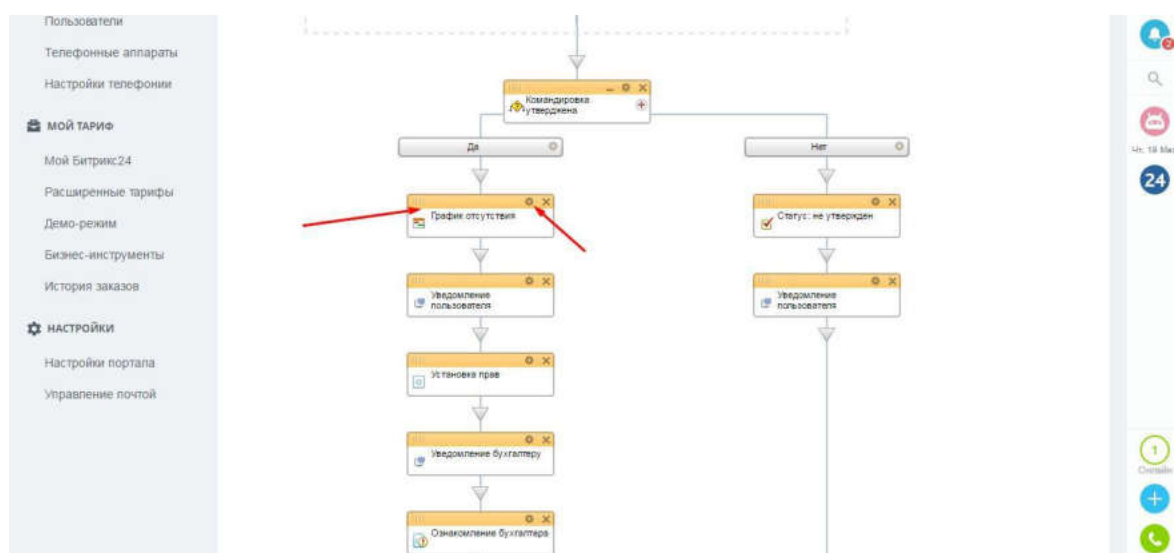 Пользователи
Телефонные аппараты
Настройки телефонии
МОЙ ТАРИФ
Мой Битрикс24
Расширенные тарифы
Демо-режим
Бизнес-инструменты
История заказов
НАСТРОЙКИ
Настройки портала
Управление почтой
Командировка
утверждена
Да
Нет
График отсутствия
Статус: не утвержден
Уведомление
пользователя
Уведомление
пользователя
Установка прав
Уведомление бухгалтеру
Ознакомление бухгалтера
2
24
1
Онлайн